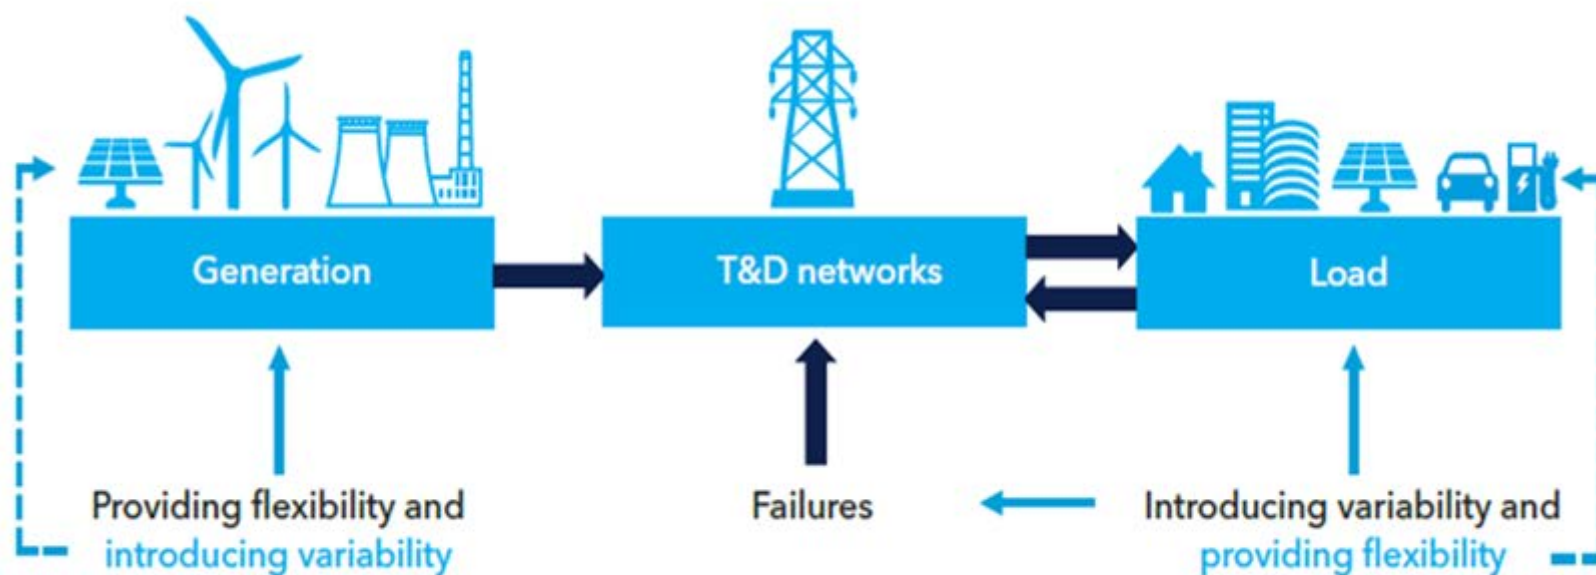 Generation
T&D networks
Load
Providing flexibility and
introducing variability
Failures
Introducing variability and
providing flexibility